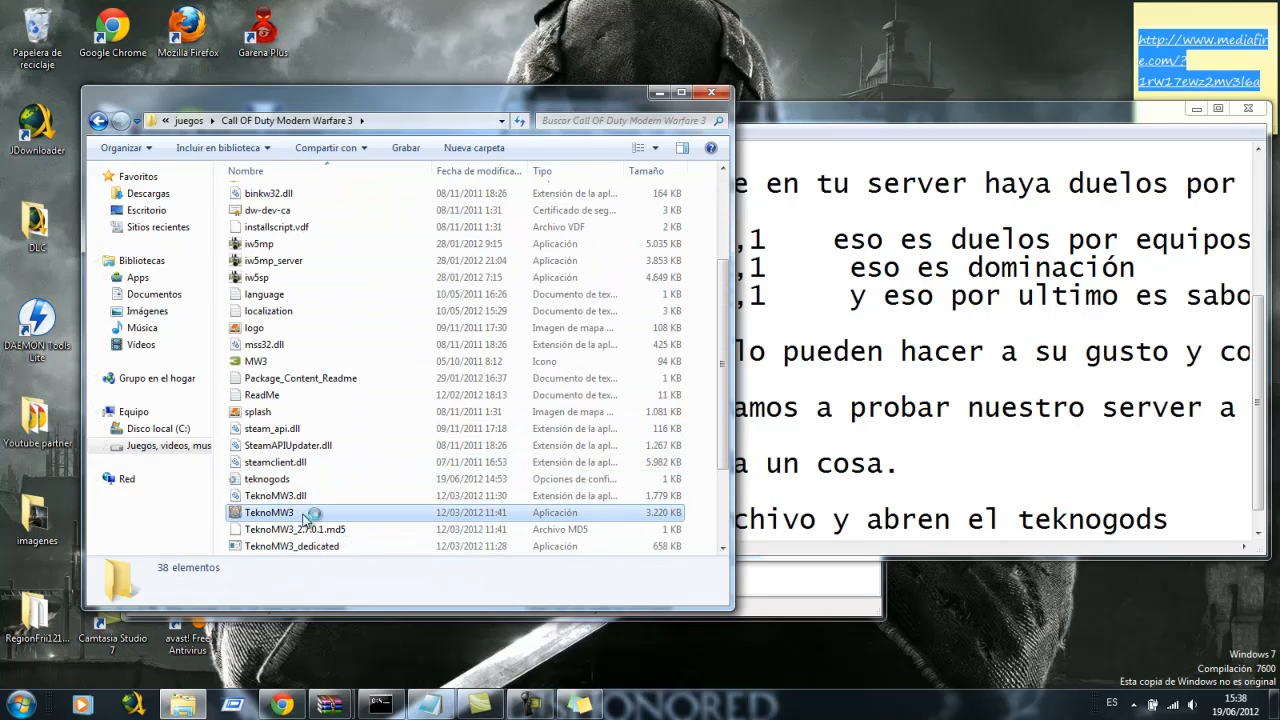 Papelera de
reciclaje
Google Chrome
Mozilla Firefox
Garena Plus
JDownloader
DLC
DAEMON Tools
Lite
Youtube partner
imagenes
RegionFri121...
Camtasia Studio
7
avast! Free
Antivirus
http://www.mediafir
e.com/?
1rw17ewz2mv3l6a
« juegos ▸ Call OF Duty Modern Warfare 3 ▸
Buscar Call OF Duty Modern Warfare 3
Organizar Incluir en biblioteca Compartir con Grabar Nueva carpeta
Favoritos
Descargas
Escritorio
Sitios recientes
Bibliotecas
Apps
Documentos
Imágenes
Música
Vídeos
Grupo en el hogar
Equipo
Disco local (C:)
Juegos, videos, mus
Red
Nombre Fecha de modifica... Tipo Tamaño
binkw32.dll 08/11/2011 18:26 Extensión de la apl... 164 KB
dw-dev-ca 08/11/2011 1:31 Certificado de seg... 3 KB
installscript.vdf 08/11/2011 1:31 Archivo VDF 2 KB
iw5mp 28/01/2012 9:15 Aplicación 5.035 KB
iw5mp_server 28/01/2012 21:04 Aplicación 3.853 KB
iw5sp 28/01/2012 7:15 Aplicación 4.649 KB
language 10/05/2011 16:26 Documento de tex... 1 KB
localization 10/05/2011 15:29 Documento de tex... 3 KB
logo 09/11/2011 17:30 Imagen de mapa ... 108 KB
mss32.dll 08/11/2011 18:26 Extensión de la apl... 425 KB
MW3 05/10/2011 8:12 Icono 94 KB
Package_Content_Readme 29/01/2012 16:37 Documento de tex... 1 KB
ReadMe 12/02/2012 18:13 Documento de tex... 11 KB
splash 08/11/2011 1:31 Imagen de mapa ... 1.081 KB
steam_api.dll 09/11/2011 17:18 Extensión de la apl... 116 KB
SteamAPIUpdater.dll 08/11/2011 18:26 Extensión de la apl... 1.267 KB
steamclient.dll 07/11/2011 16:53 Extensión de la apl... 5.982 KB
teknogods 19/06/2012 14:53 Opciones de confi... 1 KB
TeknoMW3.dll 12/03/2012 11:30 Extensión de la apl... 1.779 KB
TeknoMW3 12/03/2012 11:41 Aplicación 3.220 KB
TeknoMW3_2.7.0.1.md5 12/03/2012 11:41 Archivo MD5 1 KB
TeknoMW3_dedicated 12/03/2012 11:28 Aplicación 658 KB
38 elementos
e en tu server haya duelos por
,1 eso es duelos por equipos
,1 eso es dominación
,1 y eso por ultimo es sabo
lo pueden hacer a su gusto y co
amos a probar nuestro server a
a un cosa.
chivo y abren el teknogods
Windows 7
Compilación 7600
Esta copia de Windows no es original
ES
15:38
19/06/2012